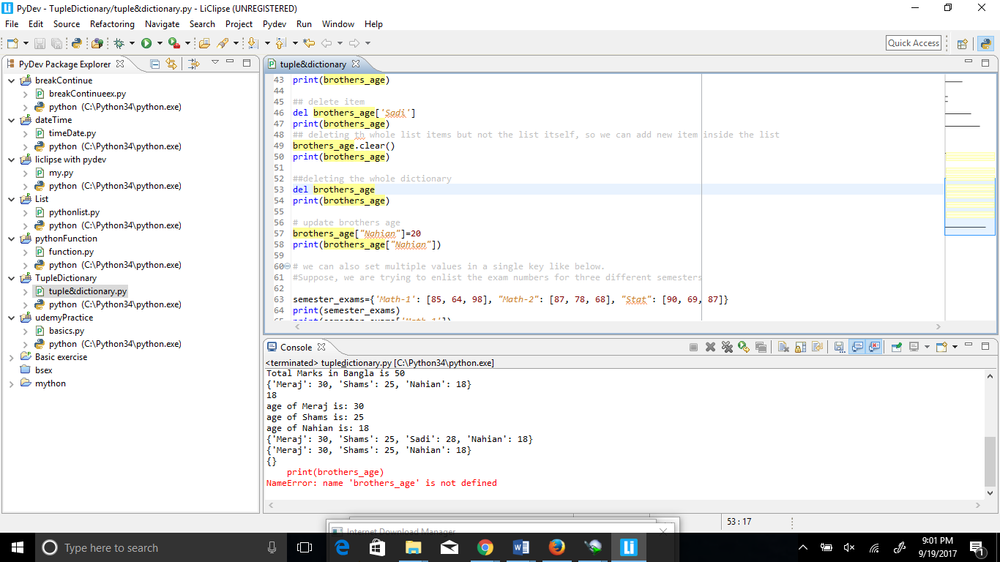 PyDev - TupleDictionary/tuple&dictionary.py - LiClipse (UNREGISTERED)
File Edit Source Refactoring Navigate Search Project Pydev Run Window Help
Quick Access
PyDev Package Explorer
breakContinue
breakContinueex.py
python (C:\Python34\python.exe)
dateTime
timeDate.py
python (C:\Python34\python.exe)
liclipse with pydev
my.py
python (C:\Python34\python.exe)
List
pythonlist.py
python (C:\Python34\python.exe)
pythonFunction
function.py
python (C:\Python34\python.exe)
TupleDictionary
tuple&dictionary.py
python (C:\Python34\python.exe)
udemyPractice
basics.py
python (C:\Python34\python.exe)
Basic exercise
bsex
mython
tuple&dictionary
43 print(brothers_age)
44
45 ## delete item
46 del brothers_age['Sadi']
47 print(brothers_age)
48 ## deleting th whole list items but not the list itself, so we can add new item inside the list
49 brothers_age.clear()
50 print(brothers_age)
51
52 ##deleting the whole dictionary
53 del brothers_age
54 print(brothers_age)
55
56 # update brothers age
57 brothers_age["Nahian"]=20
58 print(brothers_age["Nahian"])
59
60 # we can also set multiple values in a single key like below.
61 #Suppose, we are trying to enlist the exam numbers for three different semesters
62
63 semester_exams={'Math-1': [85, 64, 98], "Math-2": [87, 78, 68], "Stat": [90, 69, 87]}
64 print(semester_exams)
65 print(semester_exams['Math-1'])
Console
<terminated> tupledictionary.py [C:\Python34\python.exe]
Total Marks in Bangla is 50
{'Meraj': 30, 'Shams': 25, 'Nahian': 18}
18
age of Meraj is: 30
age of Shams is: 25
age of Nahian is: 18
{'Meraj': 30, 'Shams': 25, 'Sadi': 28, 'Nahian': 18}
{'Meraj': 30, 'Shams': 25, 'Nahian': 18}
{}
print(brothers_age)
NameError: name 'brothers_age' is not defined
53 : 17
Internet Download Manager
Type here to search
Li
9:01 PM
9/19/2017
1